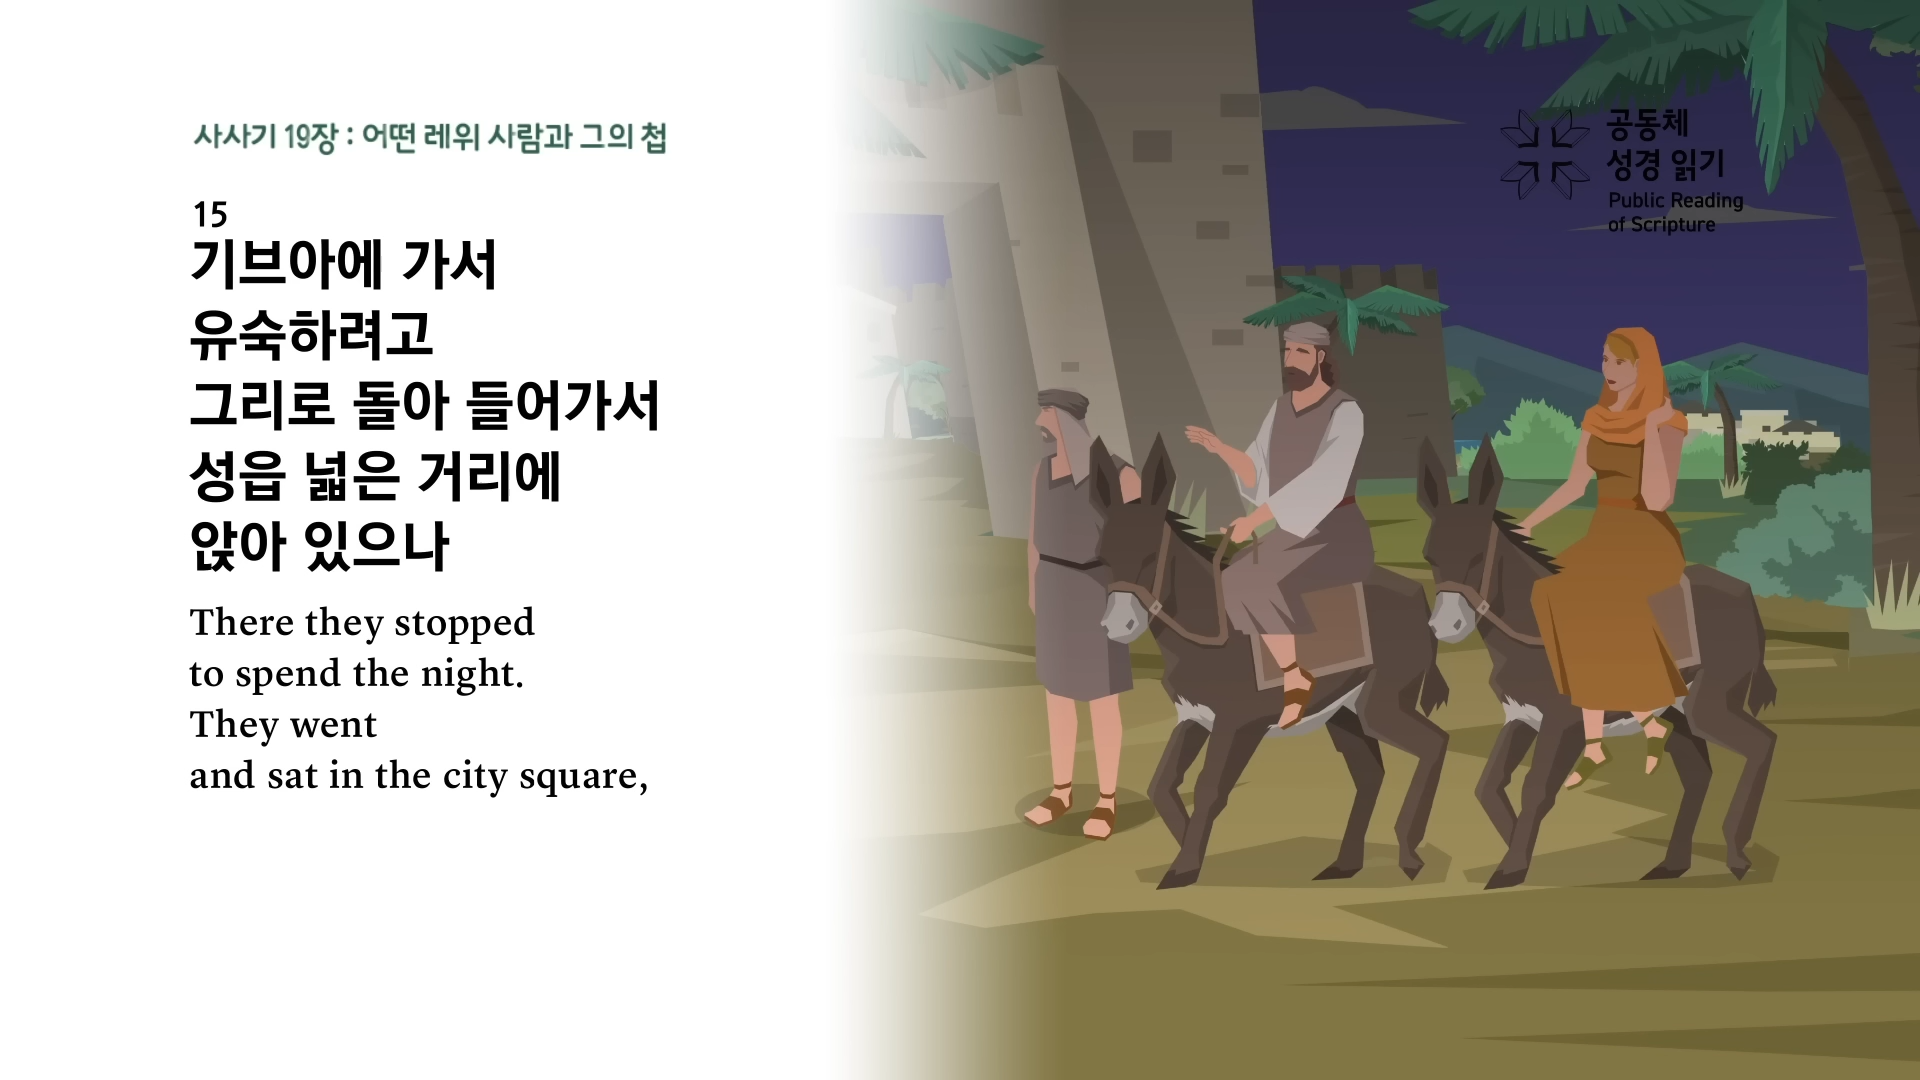 사사기 19장 : 어떤 레위 사람과 그의 첩
15
기브아에 가서
유숙하려고
그리로 돌아 들어가서
성읍 넓은 거리에
앉아 있으나
There they stopped
to spend the night.
They went
and sat in the city square,
공동체
성경 읽기
Public Reading
of Scripture